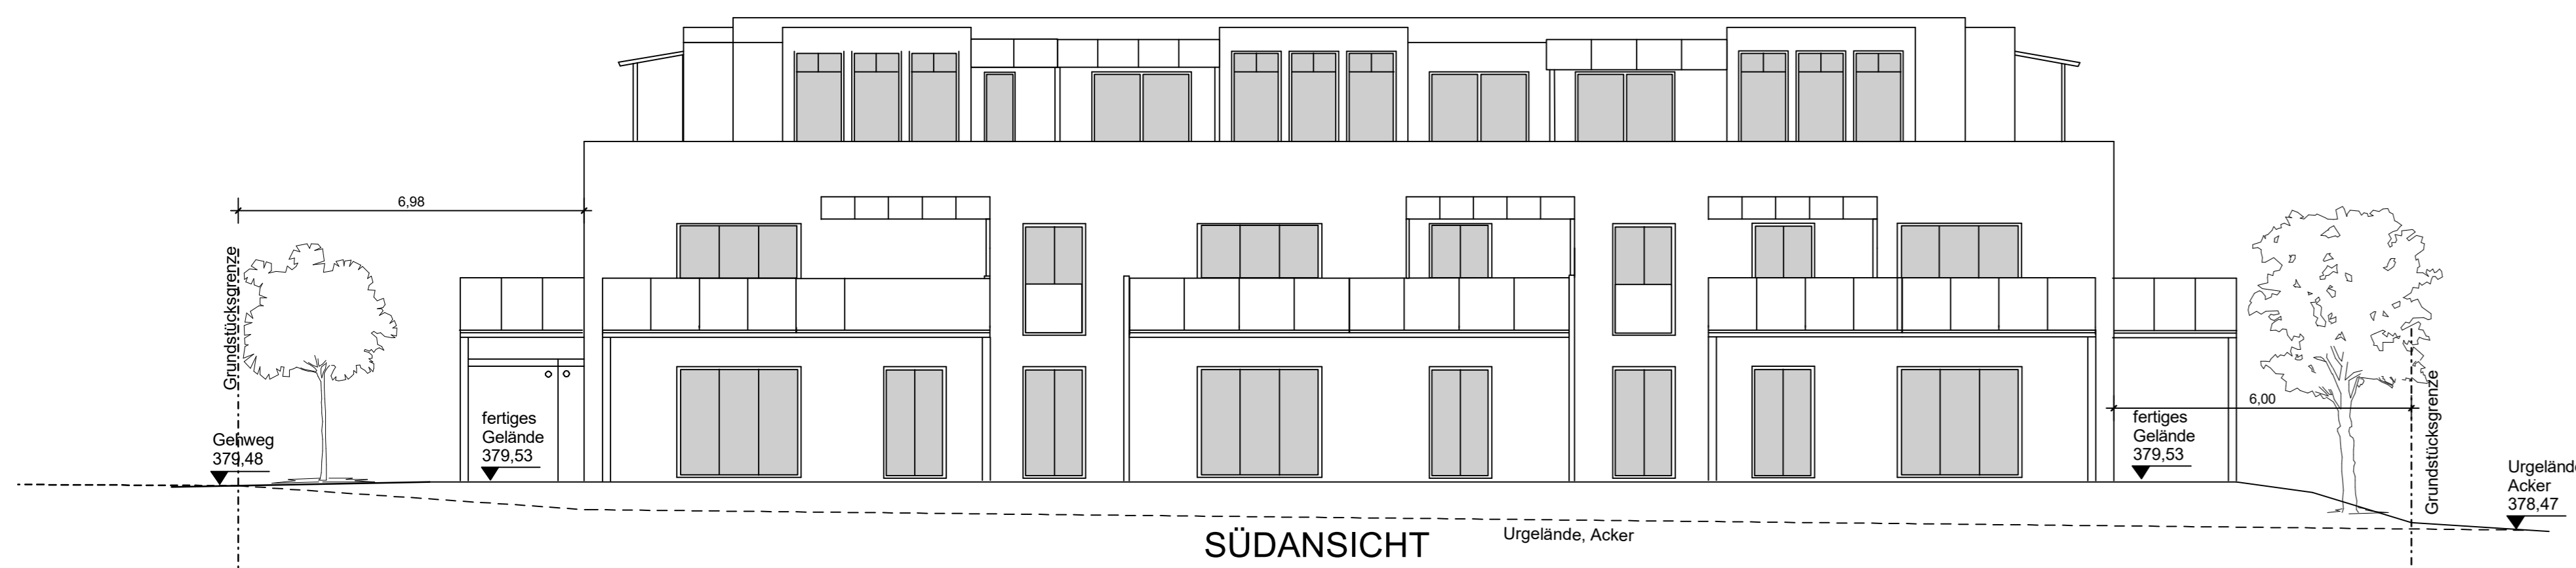 6,98
Grundstücksgrenze
Gehweg
379,48
fertiges
Gelände
379,53
6,00
fertiges
Gelände
379,53
Grundstücksgrenze
Urgelände
Acker
378,47
SÜDANSICHT
Urgelände, Acker